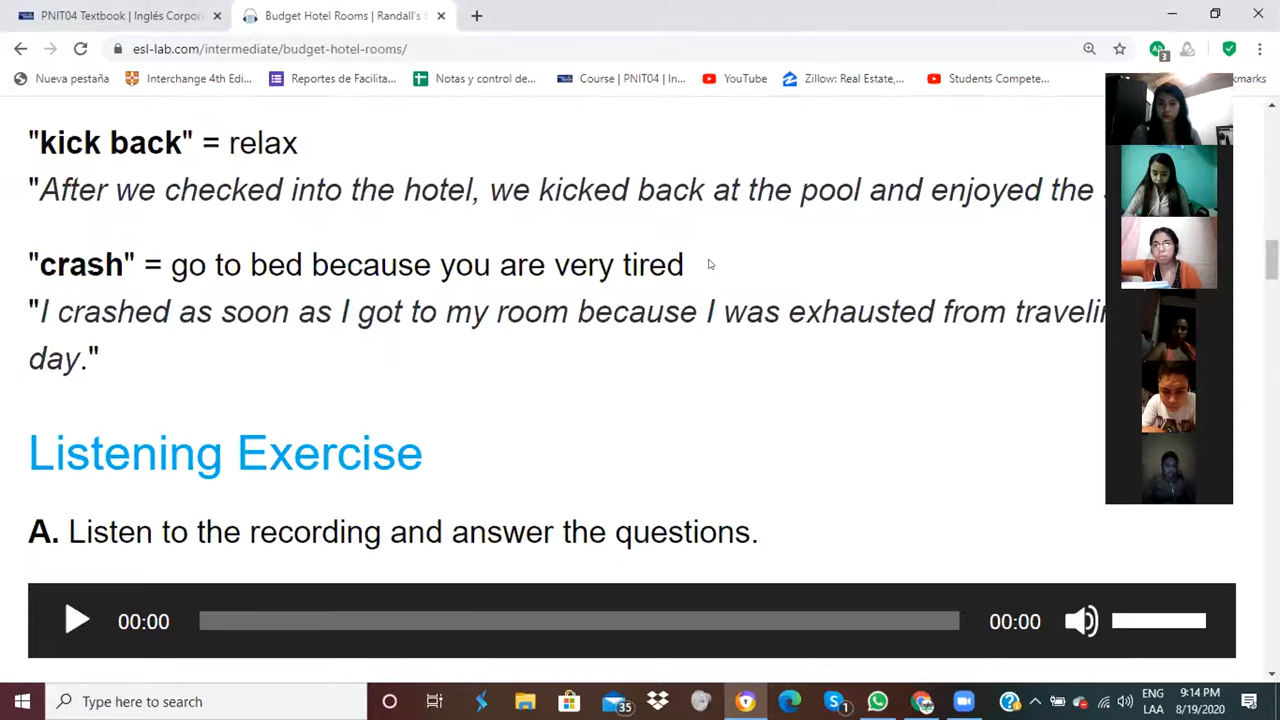 PNIT04 Textbook | Inglés Corpor
Budget Hotel Rooms | Randall's
esl-lab.com/intermediate/budget-hotel-rooms/
3
Nueva pestaña
Interchange 4th Edi...
Reportes de Facilita...
Notas y control de...
Course | PNIT04 | In...
YouTube
Zillow: Real Estate,...
Students Compete...
"kick back" = relax
"After we checked into the hotel, we kicked back at the pool and enjoyed the
"crash" = go to bed because you are very tired
"I crashed as soon as I got to my room because I was exhausted from
day."
Listening Exercise
A. Listen to the recording and answer the questions.
00:00
00:00
Type here to search
35
1
ENG
LAA
9:14 PM
8/19/2020